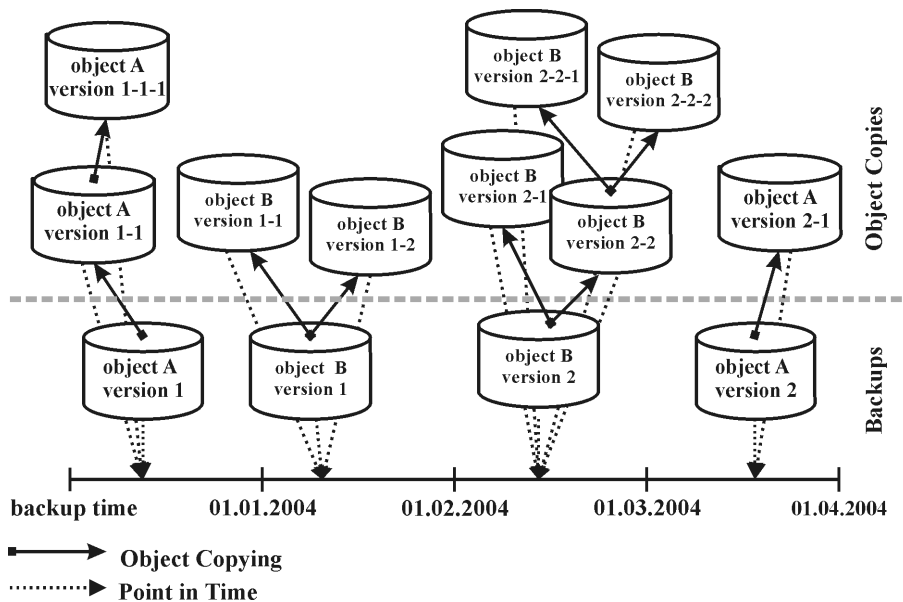 object A
version 1-1-1
object B
version 2-2-1
object B
version 2-2-2
object A
version 1-1
object B
version 1-1
object B
version 1-2
object B
version 2-1
object B
version 2-2
object A
version 2-1
Object Copies
object A
version 1
object B
version 1
object B
version 2
object A
version 2
Backups
backup time
01.01.2004
01.02.2004
01.03.2004
01.04.2004
Object Copying
Point in Time